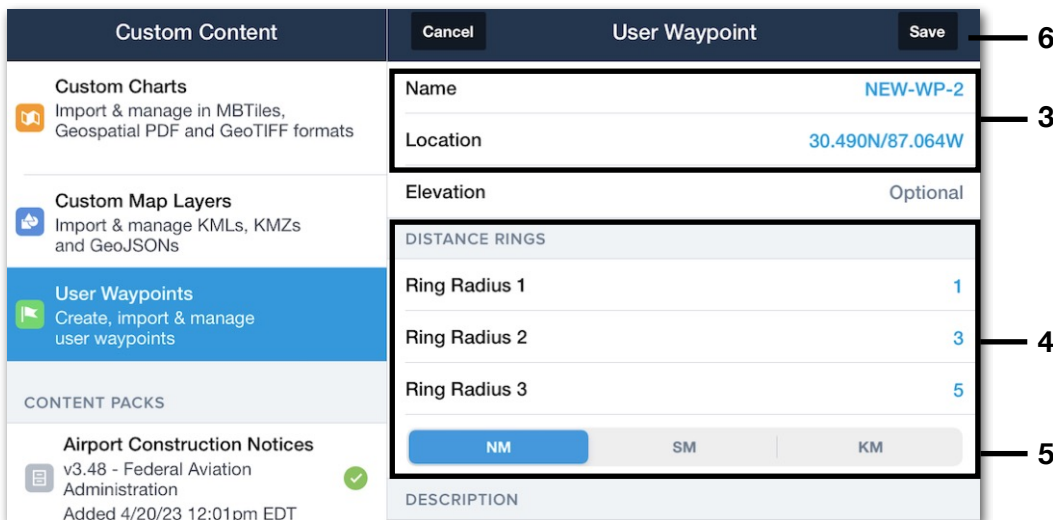 Custom Content
Custom Charts
Import & manage in MBTiles,
Geospatial PDF and GeoTIFF formats
Custom Map Layers
Import & manage KMLs, KMZs
and GeoJSONs
User Waypoints
Create, import & manage
user waypoints
CONTENT PACKS
Airport Construction Notices
v3.48 - Federal Aviation
Administration
Added 4/20/23 12:01pm EDT
Cancel User Waypoint Save 6
Name NEW-WP-2
3
Location 30.490N/87.064W
Elevation Optional
DISTANCE RINGS
Ring Radius 1 1
Ring Radius 2 3 4
Ring Radius 3 5
NM SM KM 5
DESCRIPTION